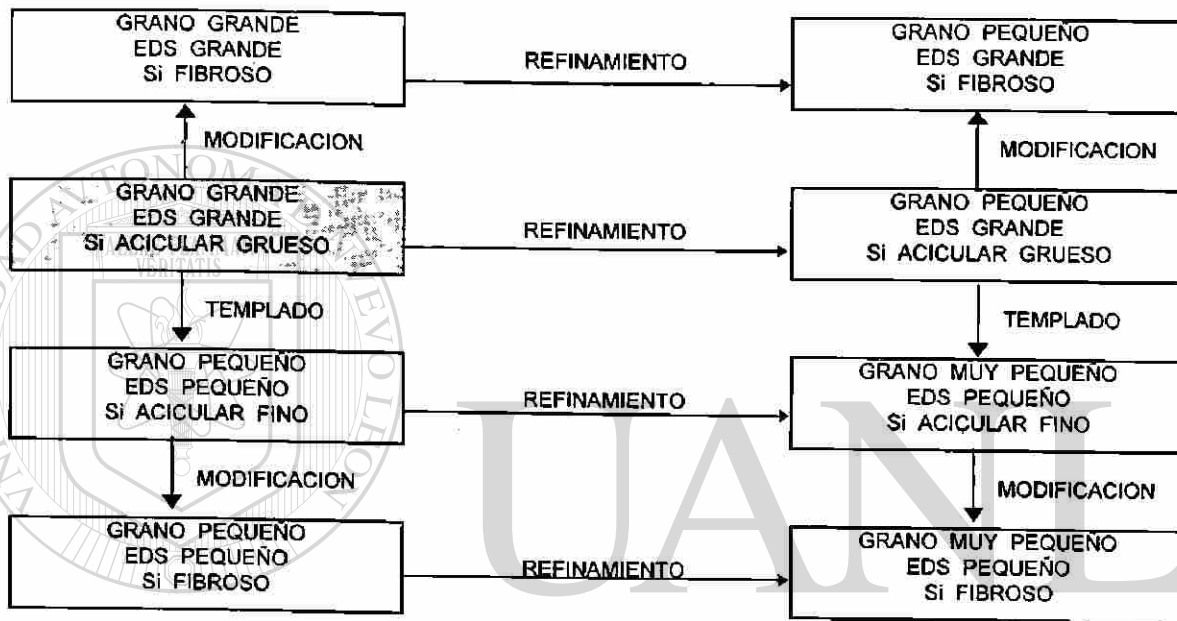 GRANO GRANDE
EDS GRANDE
Si FIBROSO
REFINAMIENTO
GRANO PEQUEÑO
EDS GRANDE
Si FIBROSO
MODIFICACION
MODIFICACION
GRANO GRANDE
EDS GRANDE
Si ACICULAR GRUESO
REFINAMIENTO
GRANO PEQUEÑO
EDS GRANDE
Si ACICULAR GRUESO
TEMPLADO
TEMPLADO
GRANO PEQUEÑO
EDS PEQUEÑO
Si ACICULAR FINO
REFINAMIENTO
GRANO MUY PEQUEÑO
EDS PEQUEÑO
Si ACICULAR FINO
MODIFICACION
MODIFICACION
GRANO PEQUEÑO
EDS PEQUEÑO
Si FIBROSO
REFINAMIENTO
GRANO MUY PEQUEÑO
EDS PEQUEÑO
Si FIBROSO
UANL
VERITATIS